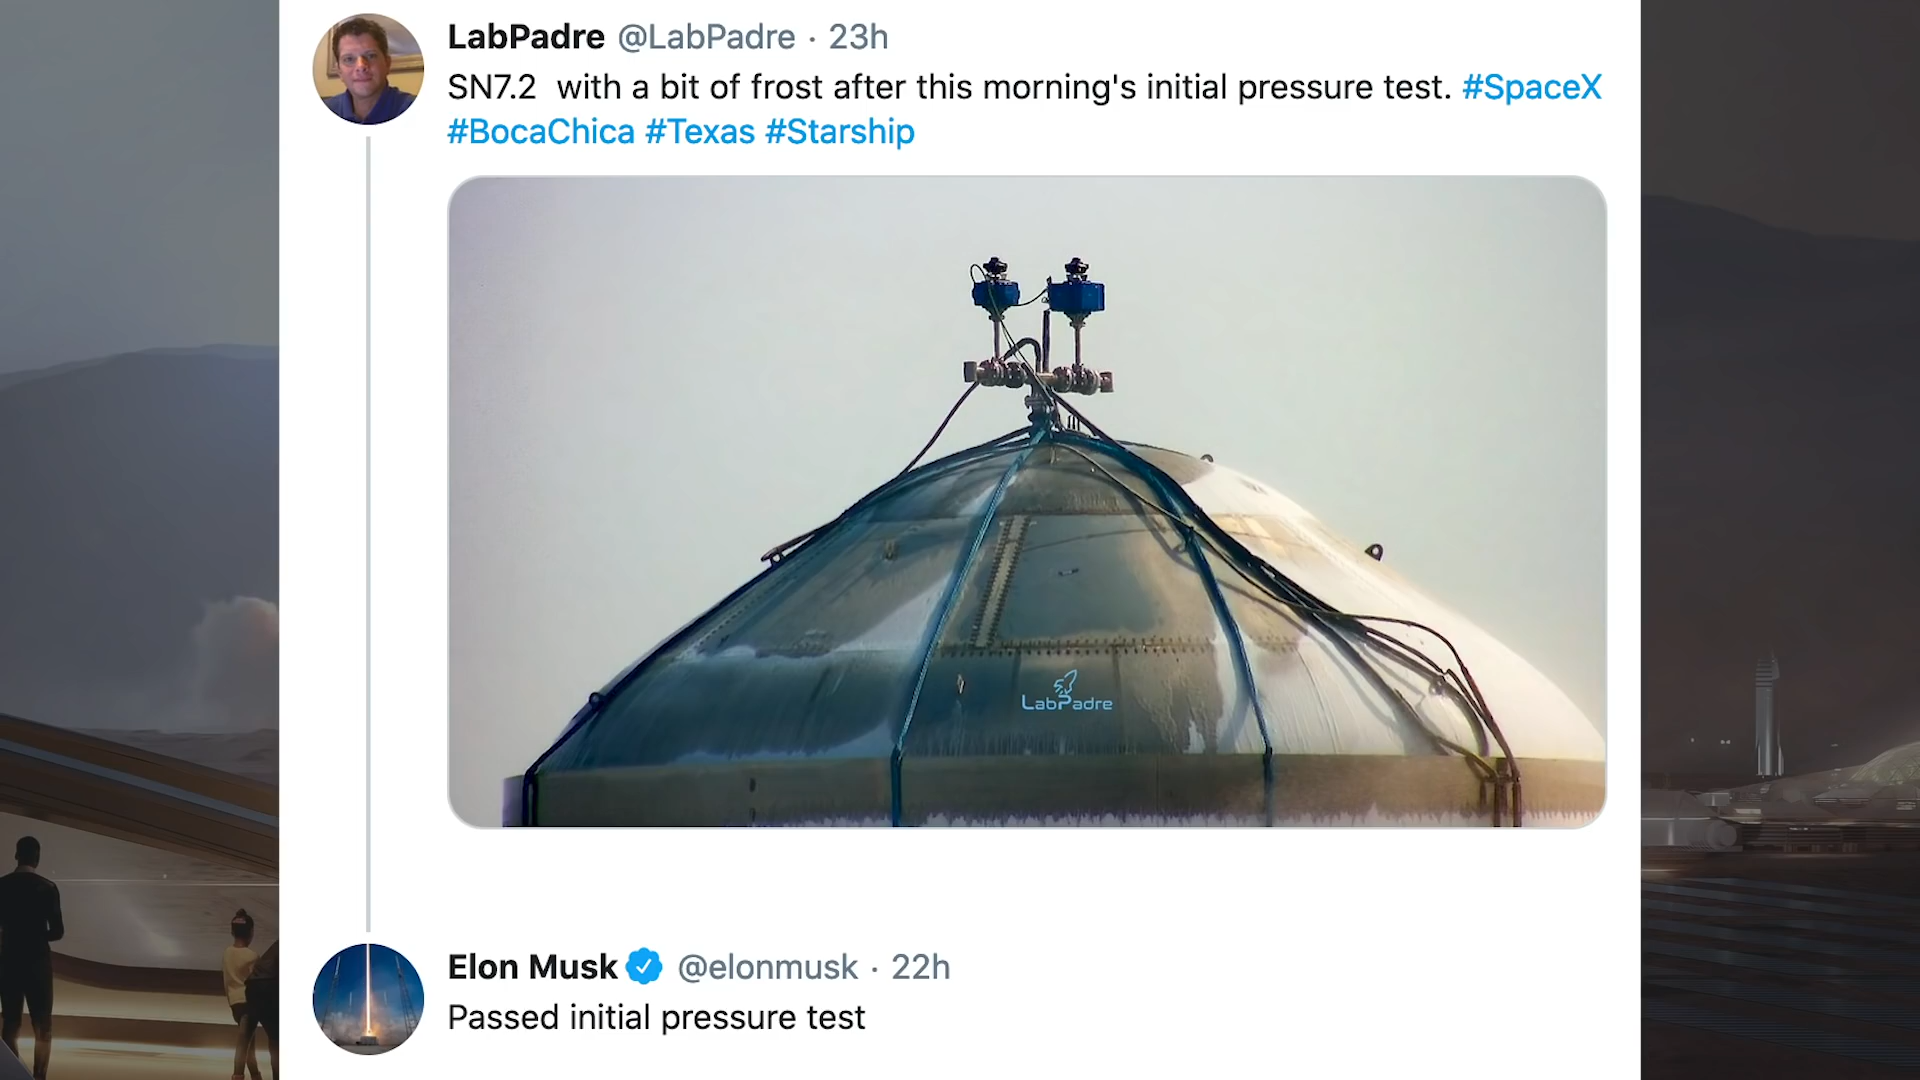 LabPadre @LabPadre · 23h
SN7.2  with a bit of frost after this morning's initial pressure test. #SpaceX
#BocaChica #Texas #Starship
LabPadre
Elon Musk @elonmusk · 22h
Passed initial pressure test